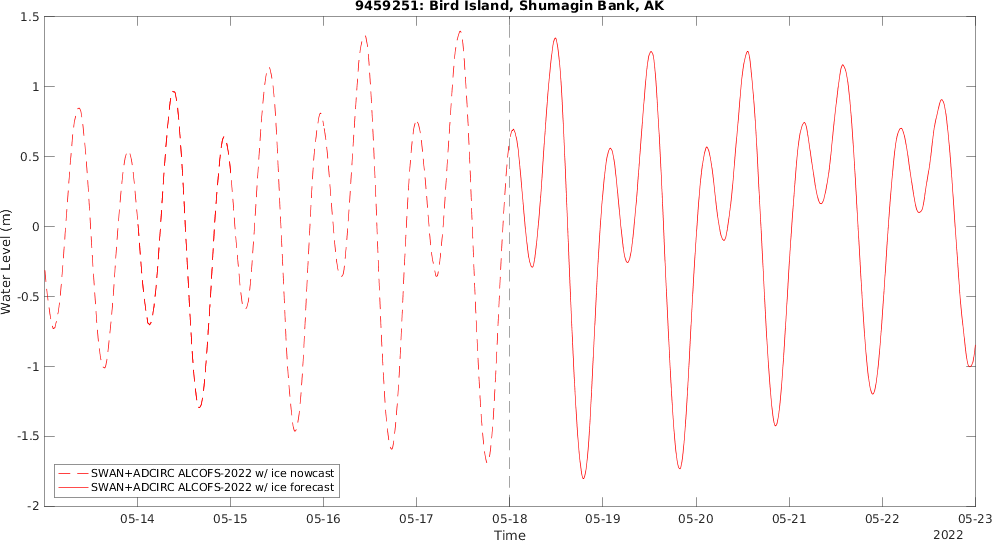 9459251: Bird Island, Shumagin Bank, AK
1.5
1
0.5
0
-0.5
-1
-1.5
-2
Water Level (m)
SWAN+ADCIRC ALCOFS-2022 w/ ice nowcast
SWAN+ADCIRC ALCOFS-2022 w/ ice forecast
05-14 05-15 05-16 05-17 05-18 05-19 05-20 05-21 05-22 05-23
Time
2022